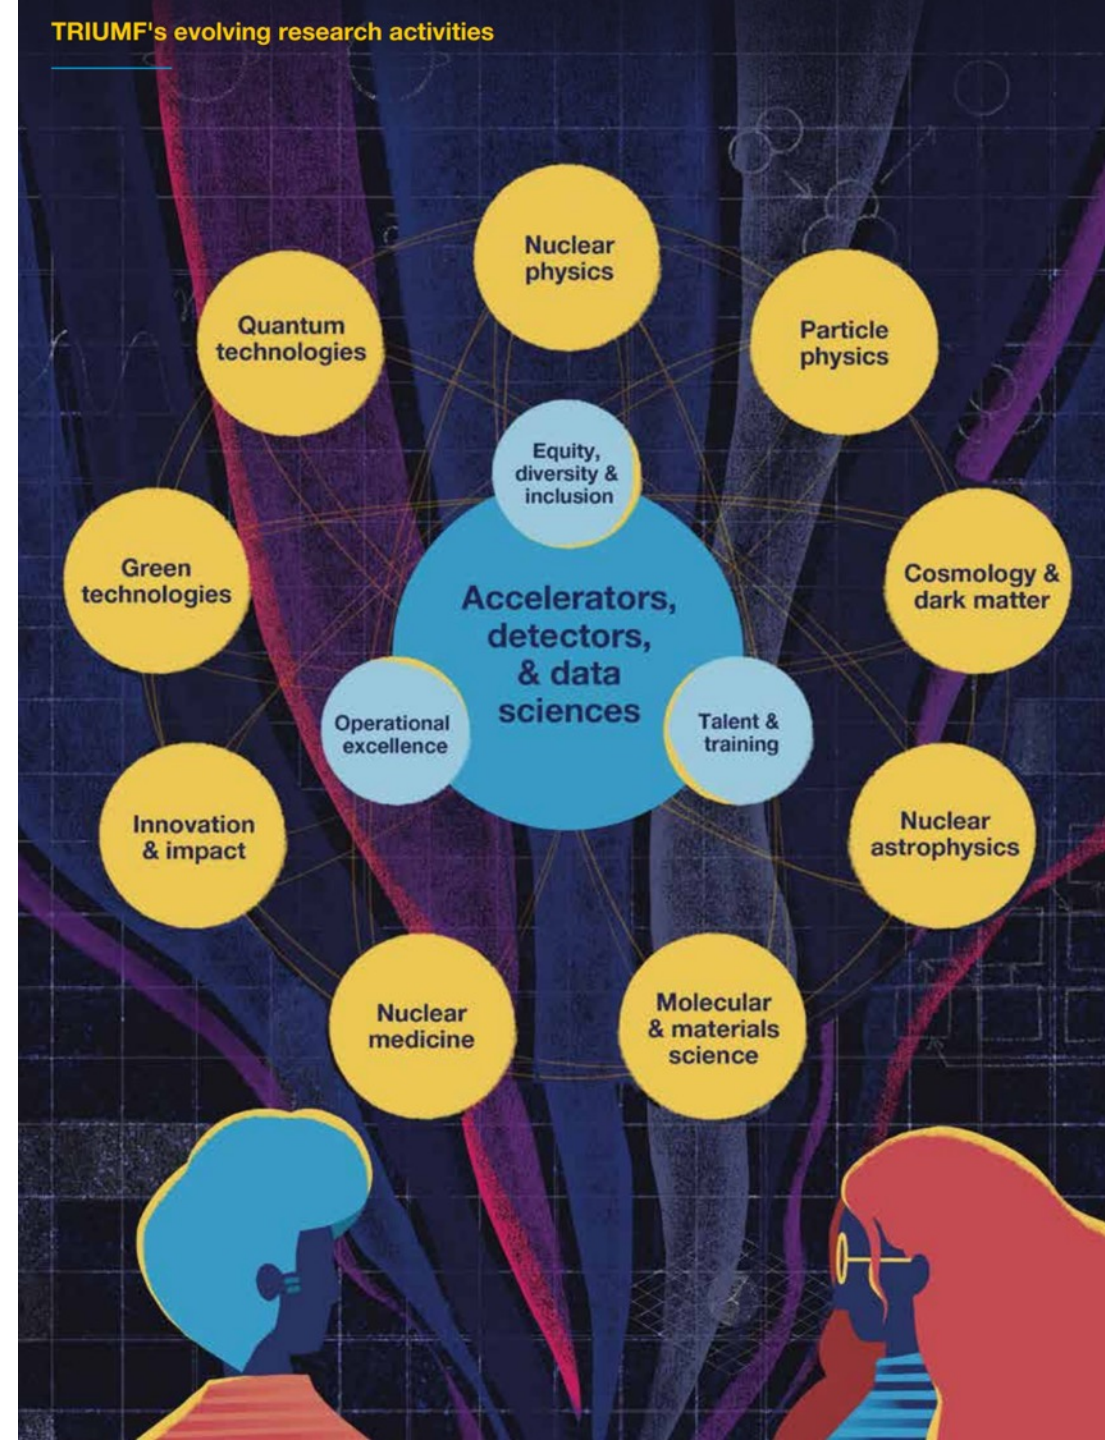 TRIUMF's evolving research activities
Nuclear
physics
Quantum
technologies
Particle
physics
Equity,
diversity &
inclusion
Green
technologies
Accelerators,
detectors,
& data
sciences
Cosmology &
dark matter
Operational
excellence
Talent &
training
Innovation
& impact
Nuclear
astrophysics
Nuclear
medicine
Molecular
& materials
science